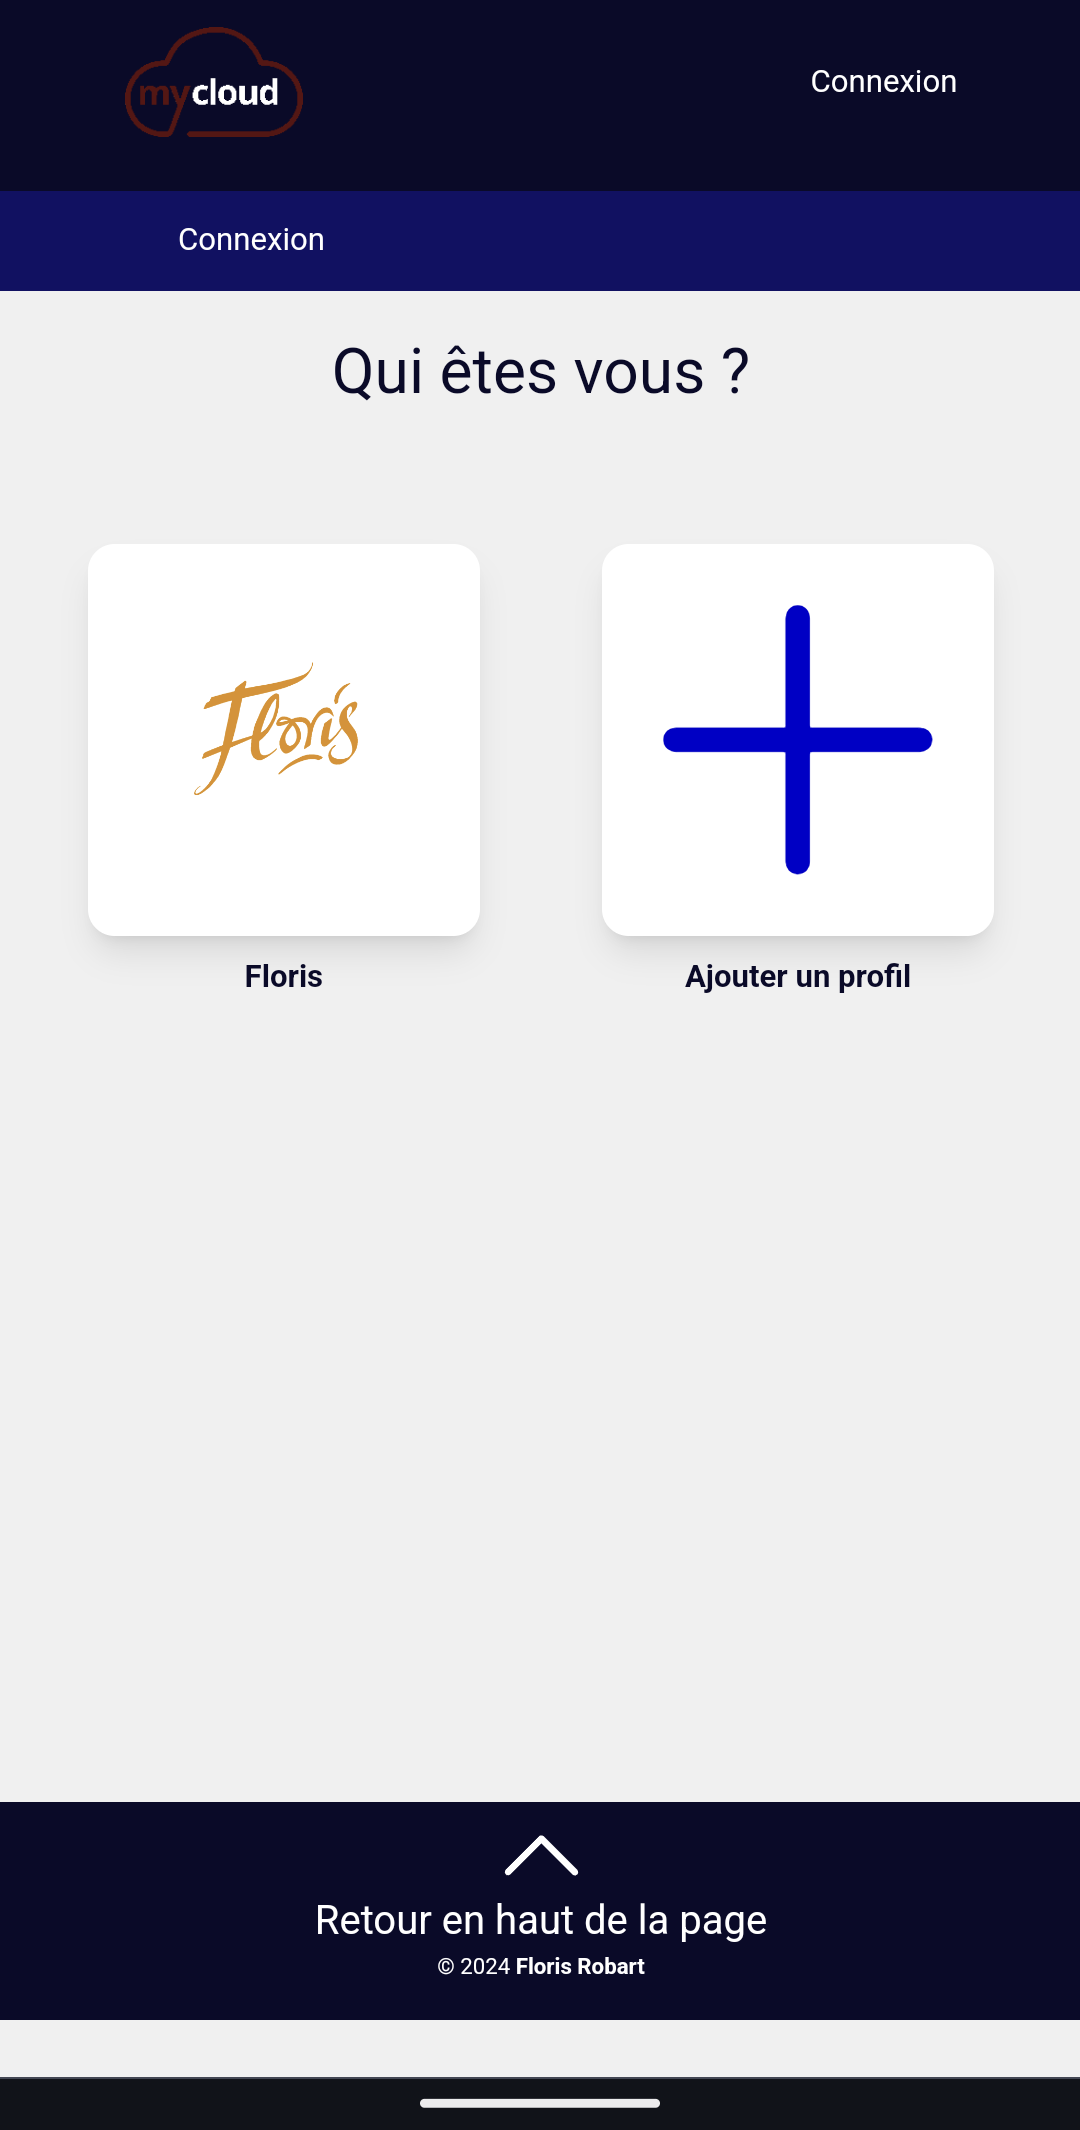 mycloud
Connexion
Connexion
Qui êtes vous ?
Floris
Floris
Ajouter un profil
Retour en haut de la page
© 2024 Floris Robart